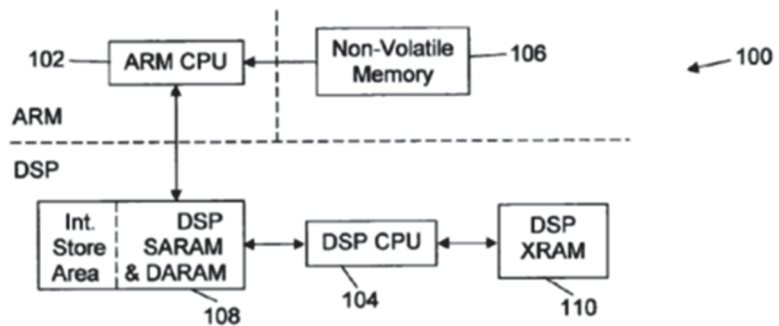 102
ARM CPU
Non-Volatile
Memory
106
100
ARM
DSP
Int.
Store
Area
DSP
SARAM
& DARAM
DSP CPU
DSP
XRAM
104
108
110